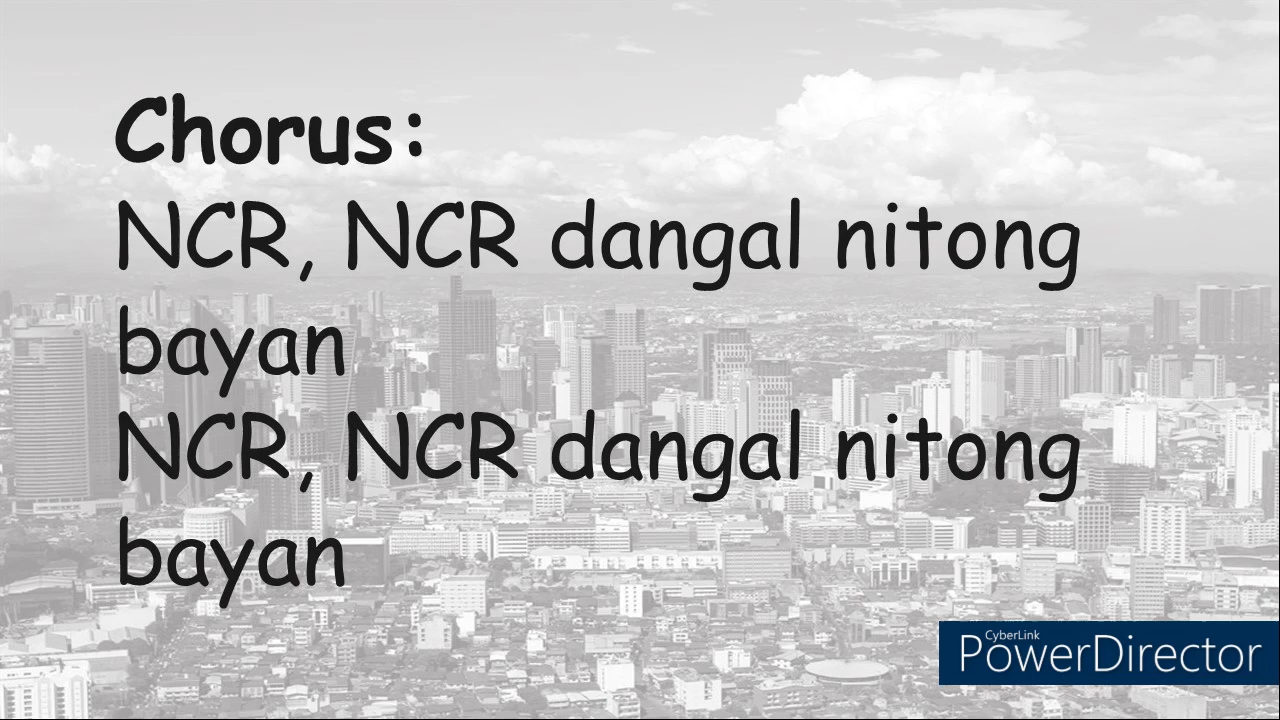 Chorus:
NCR, NCR dangal nitong
bayan
NCR, NCR dangal nitong
bayan
CyberLink
PowerDirector